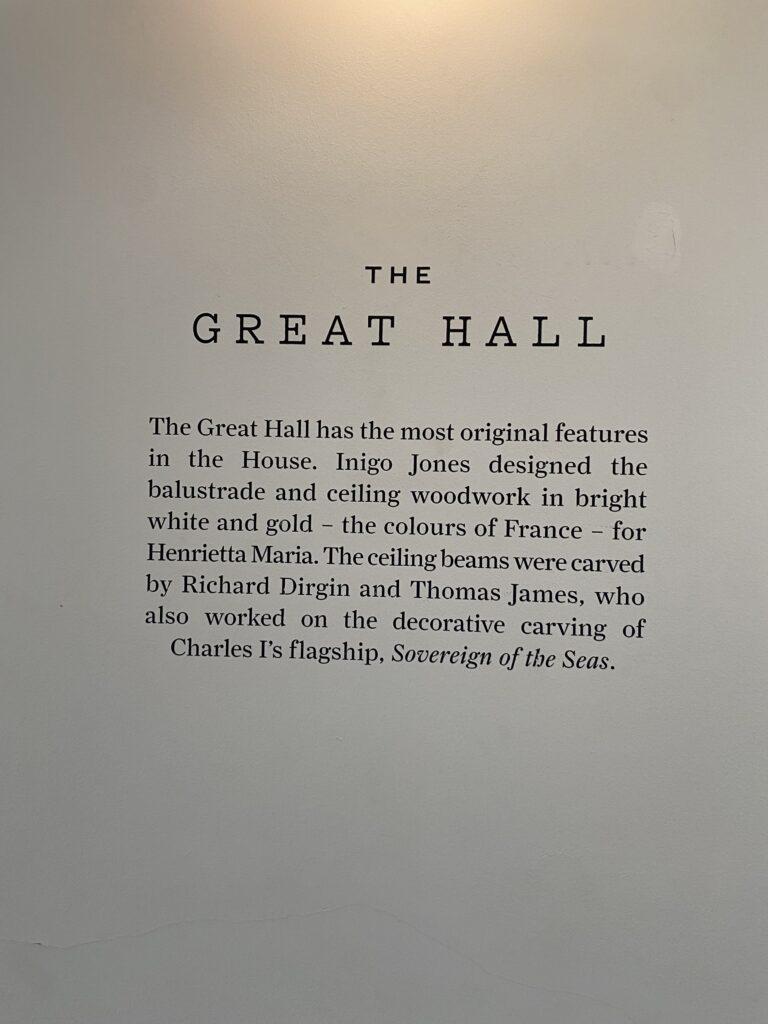 THE
GREAT HALL
The Great Hall has the most original features
in the House. Inigo Jones designed the
balustrade and ceiling woodwork in bright
white and gold – the colours of France – for
Henrietta Maria. The ceiling beams were carved
by Richard Dirgin and Thomas James, who
also worked on the decorative carving of
Charles I’s flagship, Sovereign of the Seas.